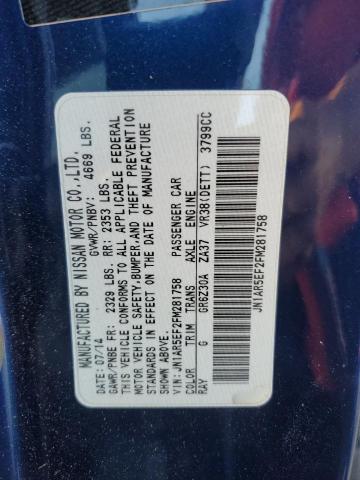 MANUFACTURED BY NISSAN MOTOR CO.,LTD.
GVWR/PNBV: 4669 LBS.
DATE: 07/14
GAWR/PNBE FR: 2329 LBS. RR: 2353 LBS.
THIS VEHICLE CONFORMS TO ALL APPLICABLE FEDERAL
MOTOR VEHICLE SAFETY,BUMPER,AND THEFT PREVENTION
STANDARDS IN EFFECT ON THE DATE OF MANUFACTURE
SHOWN ABOVE.
VIN: JN1AR5EF2FM281758 PASSENGER CAR
COLOR TRIM TRANS AXLE ENGINE
RAY G GR6Z30A ZA37 VR38(DETT) 3799CC
JN1AR5EF2FM281758